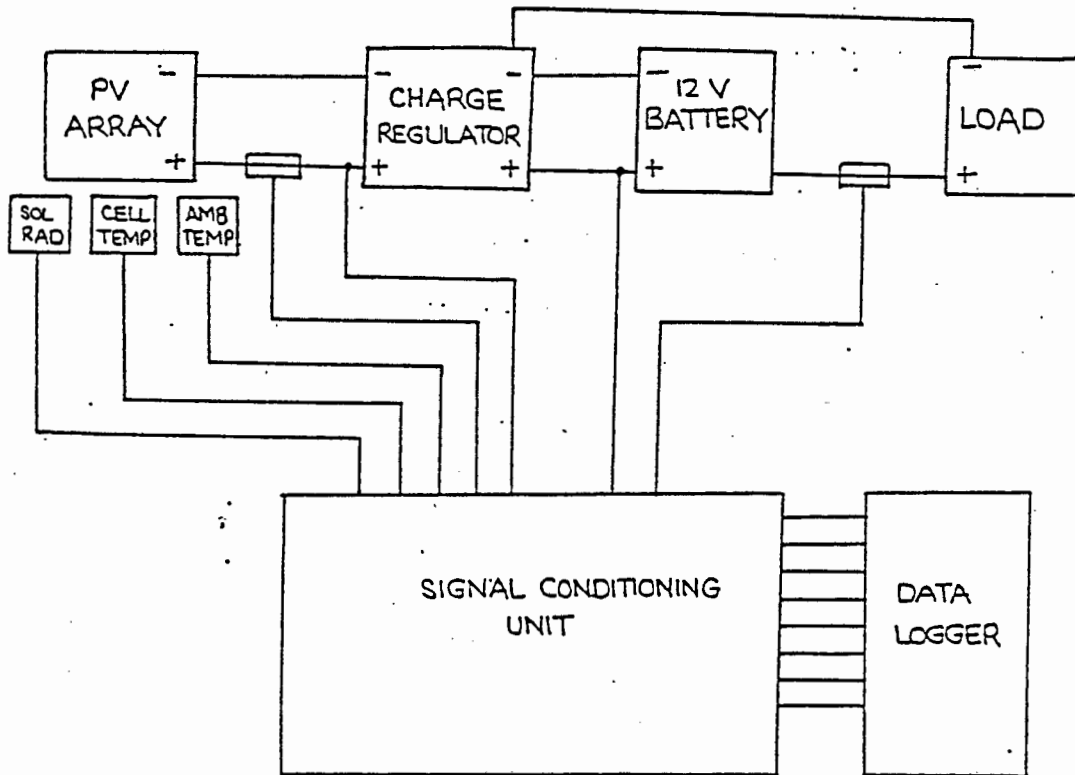 PV
ARRAY
-
+
CHARGE
REGULATOR
-
-
+
+
12 V
BATTERY
-
+
LOAD
-
+
SOL
RAD
CELL
TEMP
AMB
TEMP
SIGNAL CONDITIONING
UNIT
DATA
LOGGER